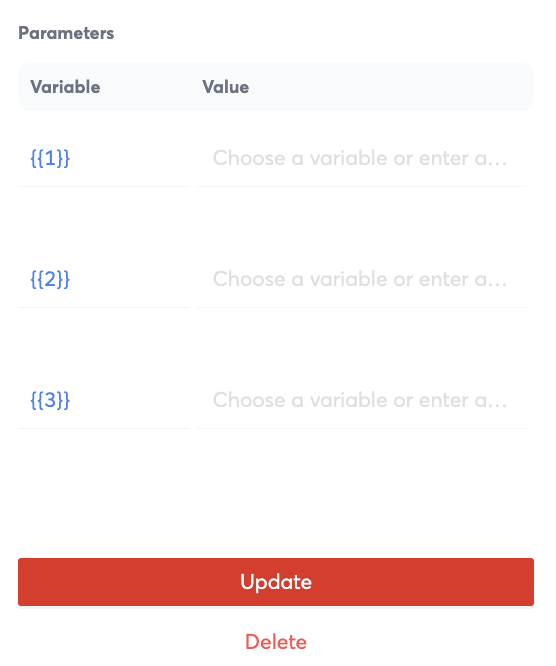 Parameters
Variable Value
{{1}} Choose a variable or enter a...
{{2}} Choose a variable or enter a...
{{3}} Choose a variable or enter a...
Update
Delete